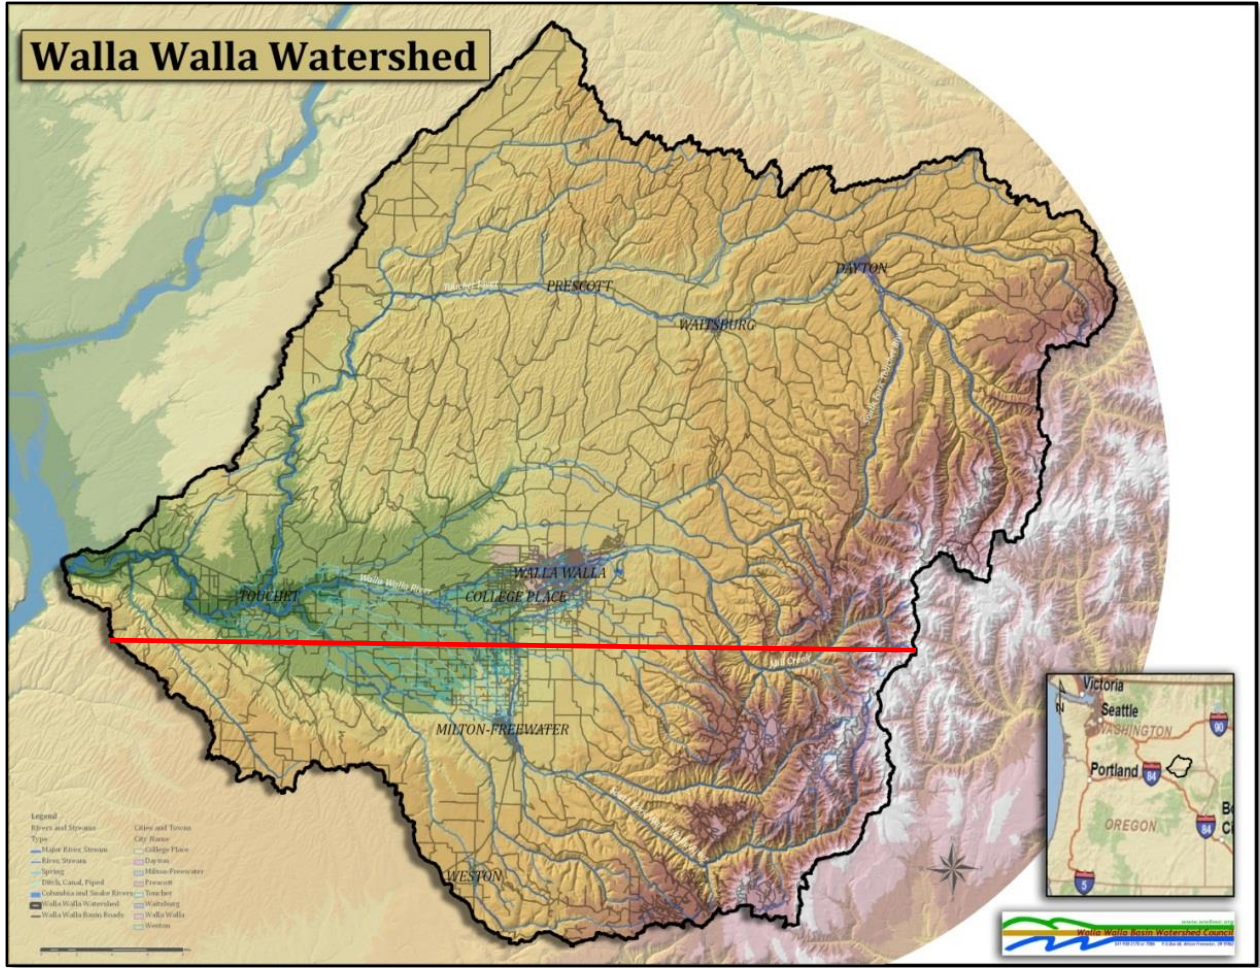 Walla Walla Watershed
DAYTON
Touchet River
PRESCOTT
WAITSBURG
WALLA WALLA
Walla Walla River
TOUCHET
COLLEGE PLACE
Mill Creek
MILTON-FREEWATER
WESTON
Victoria
Seattle
WASHINGTON
90
Portland
84
OREGON
84
5
Legend
Rivers and Streams
Type
Major River, Stream
River, Stream
Spring
Ditch, Canal, Piped
Columbia and Snake Rivers
Walla Walla Watershed
Walla Walla Basin Roads
Cities and Towns
City Name
College Place
Dayton
Milton-Freewater
Prescott
Touchet
Waitsburg
Walla Walla
Weston
www.wwbwc.org
Walla Walla Basin Watershed Council